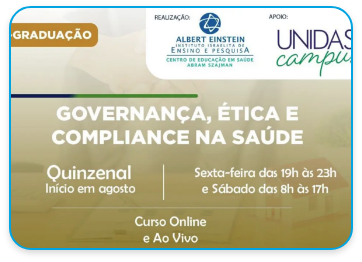 REALIZAÇÃO:
APOIO:
-GRADUAÇÃO
ALBERT EINSTEIN
INSTITUTO ISRAELITA DE
ENSINO E PESQUISA
CENTRO DE EDUCAÇÃO EM SAÚDE
ABRAM SZAJMAN
UNIDAS
campus
GOVERNANÇA, ÉTICA E
COMPLIANCE NA SAÚDE
Quinzenal
Início em agosto
Sexta-feira das 19h às 23h
e Sábado das 8h às 17h
Curso Online
e Ao Vivo